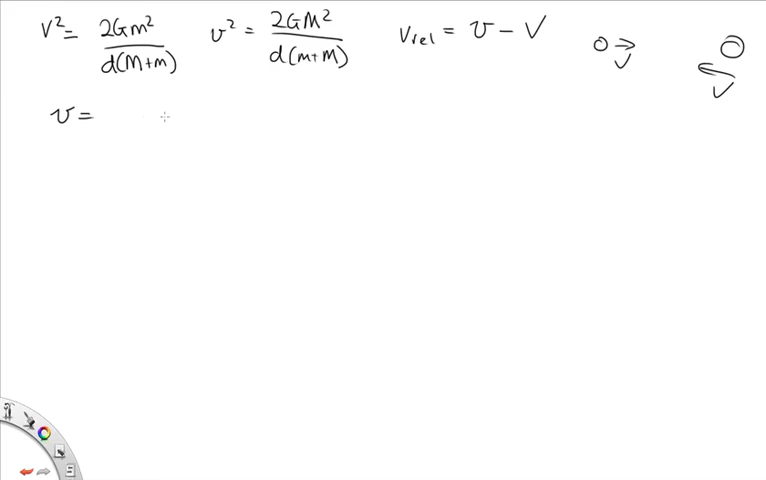 V² = 2Gm² / d(M+m)   v² = 2GM² / d(m+M)   Vrel = v − V
v   V
v =